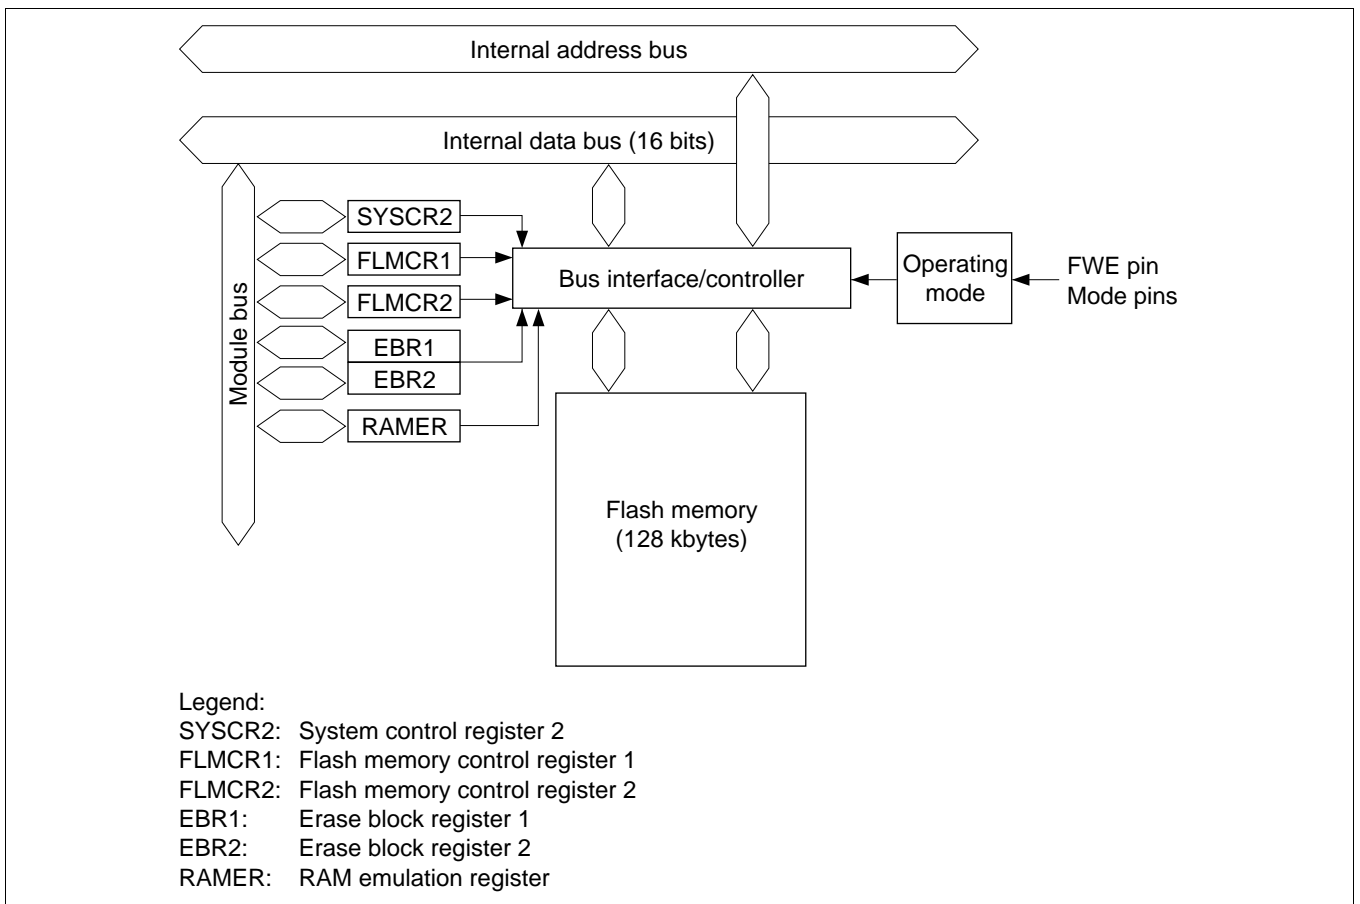 Internal address bus
Internal data bus (16 bits)
Module bus
SYSCR2
FLMCR1
FLMCR2
EBR1
EBR2
RAMER
Bus interface/controller
Operating
mode
FWE pin
Mode pins
Flash memory
(128 kbytes)
Legend:
SYSCR2: System control register 2
FLMCR1: Flash memory control register 1
FLMCR2: Flash memory control register 2
EBR1: Erase block register 1
EBR2: Erase block register 2
RAMER: RAM emulation register